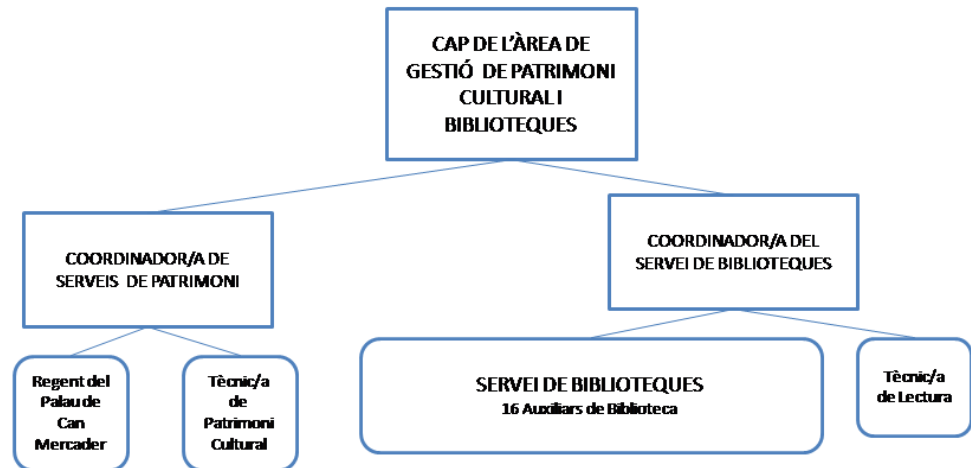 CAP DE L'ÀREA DE
GESTIÓ DE PATRIMONI
CULTURAL I
BIBLIOTEQUES
COORDINADOR/A DE
SERVEIS DE PATRIMONI
COORDINADOR/A DEL
SERVEI DE BIBLIOTEQUES
Regent del
Palau de
Can
Mercader
Tècnic/a
de
Patrimoni
Cultural
SERVEI DE BIBLIOTEQUES
16 Auxiliars de Biblioteca
Tècnic/a
de Lectura